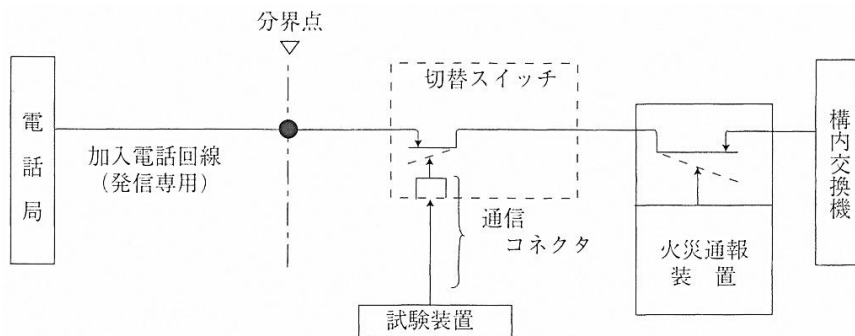 分界点
切替スイッチ
電話局
構内交換機
加入電話回線
(発信専用)
通信
コネクタ
火災通報
装 置
試験装置